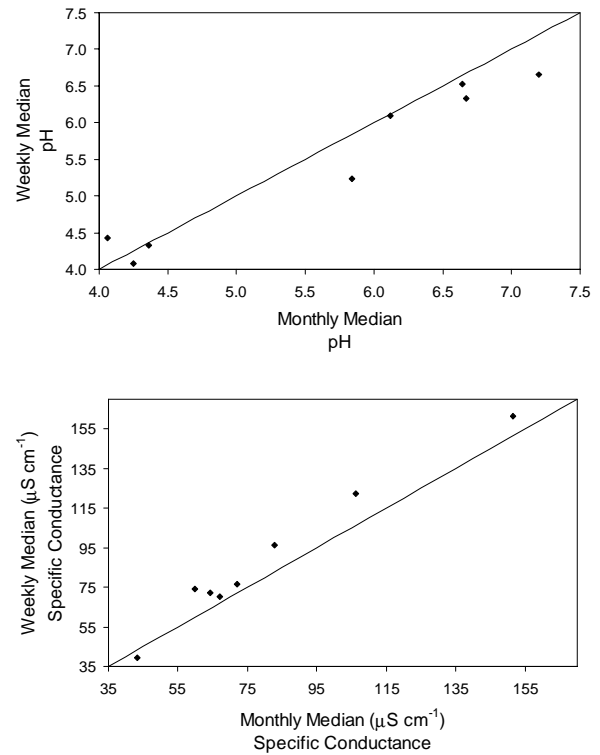 7.5
7.0
6.5
6.0
5.5
5.0
4.5
4.0
Weekly Median
pH
4.0 4.5 5.0 5.5 6.0 6.5 7.0 7.5
Monthly Median
pH
155
135
115
95
75
55
35
Weekly Median (μS cm⁻¹)
Specific Conductance
35 55 75 95 115 135 155
Monthly Median (μS cm⁻¹)
Specific Conductance